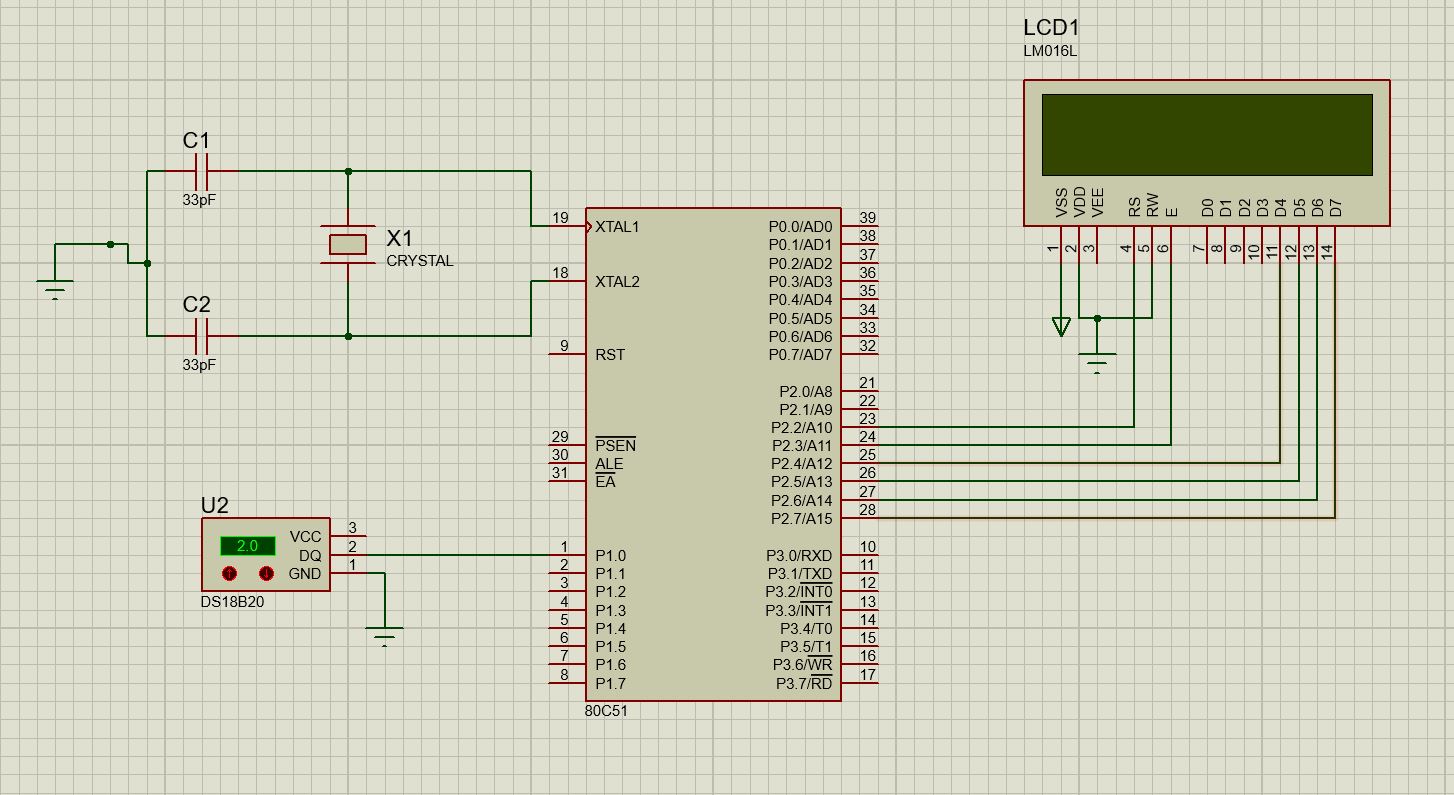 LCD1
LM016L
VSS
VDD
VEE
RS
RW
E
D0
D1
D2
D3
D4
D5
D6
D7
1
2
3
4
5
6
7
8
9
10
11
12
13
14
C1
33pF
X1
CRYSTAL
C2
33pF
19 XTAL1 P0.0/AD0 39
P0.1/AD1 38
P0.2/AD2 37
18 XTAL2 P0.3/AD3 36
P0.4/AD4 35
P0.5/AD5 34
P0.6/AD6 33
9 RST P0.7/AD7 32
P2.0/A8 21
P2.1/A9 22
P2.2/A10 23
29 PSEN P2.3/A11 24
30 ALE P2.4/A12 25
31 EA P2.5/A13 26
P2.6/A14 27
P2.7/A15 28
1 P1.0 P3.0/RXD 10
2 P1.1 P3.1/TXD 11
3 P1.2 P3.2/INT0 12
4 P1.3 P3.3/INT1 13
5 P1.4 P3.4/T0 14
6 P1.5 P3.5/T1 15
7 P1.6 P3.6/WR 16
8 P1.7 P3.7/RD 17
80C51
U2
2.0
VCC 3
DQ 2
GND 1
DS18B20